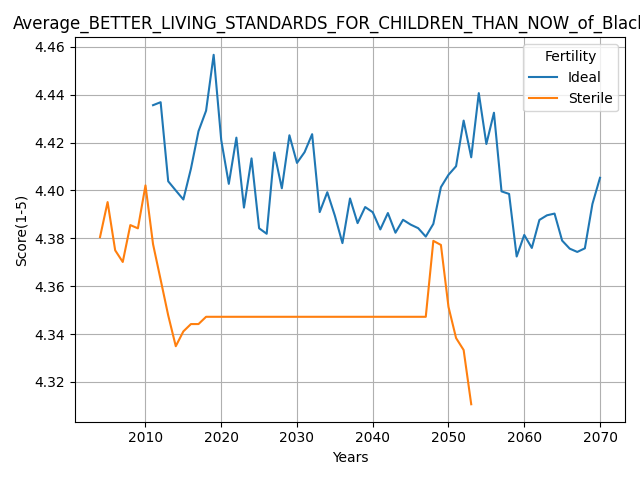 Average_BETTER_LIVING_STANDARDS_FOR_CHILDREN_THAN_NOW_of_Black
4.46
4.44
4.42
4.40
4.38
4.36
4.34
4.32
Score(1-5)
Fertility
Ideal
Sterile
2010 2020 2030 2040 2050 2060 2070
Years